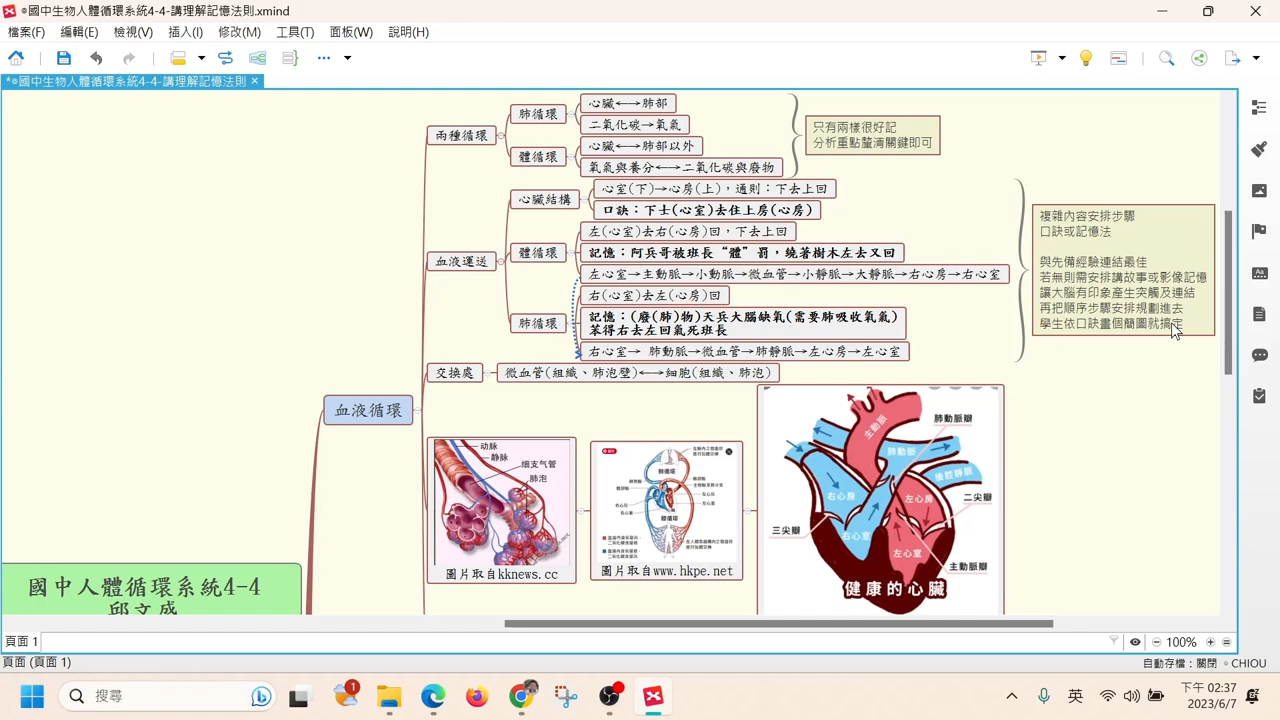 *⊙國中生物人體循環系統4-4-講理解記憶法則.xmind
檔案(F) 編輯(E) 檢視(V) 插入(I) 修改(M) 工具(T) 面板(W) 說明(H)
*⊙國中生物人體循環系統4-4-講理解記憶法則
心臟←→肺部
肺循環
二氧化碳→氧氣
兩種循環
心臟←→肺部以外
體循環
氧氣與養分←→二氧化碳與廢物
只有兩樣很好記
分析重點釐清關鍵即可
心室(下)→心房(上)，通則：下去上回
心臟結構
口訣：下士(心室)去住上房(心房)
左(心室)去右(心房)回，下去上回
體循環
記憶：阿兵哥被班長“體”罰，繞著樹木左去又回
血液運送
左心室→主動脈→小動脈→微血管→小靜脈→大靜脈→右心房→右心室
右(心室)去左(心房)回
肺循環
記憶：(廢(肺)物)天兵大腦缺氧(需要肺吸收氧氣)
苯得右去左回氣死班長
右心室→ 肺動脈→微血管→肺靜脈→左心房→左心室
複雜內容安排步驟
口訣或記憶法
與先備經驗連結最佳
若無則需安排講故事或影像記憶
讓大腦有印象產生突觸及連結
再把順序步驟安排規劃進去
學生依口訣畫個簡圖就搞定
交換處
微血管(組織、肺泡壁)←→細胞(組織、肺泡)
血液循環
动脉
静脉
细支气管
肺泡
圖片取自kknews.cc
肺循環
體循環
圖片取自www.hkpe.net
主動脈
肺動脈瓣
肺動脈
後腔靜脈
右心房
左心房
二尖瓣
三尖瓣
右心室
左心室
主動脈瓣
健康的心臟
國中人體循環系統4-4
邱文盛
頁面 1
100%
頁面 (頁面 1)
自動存檔：關閉 CHIOU
搜尋
1
英
下午 02:37
2023/6/7